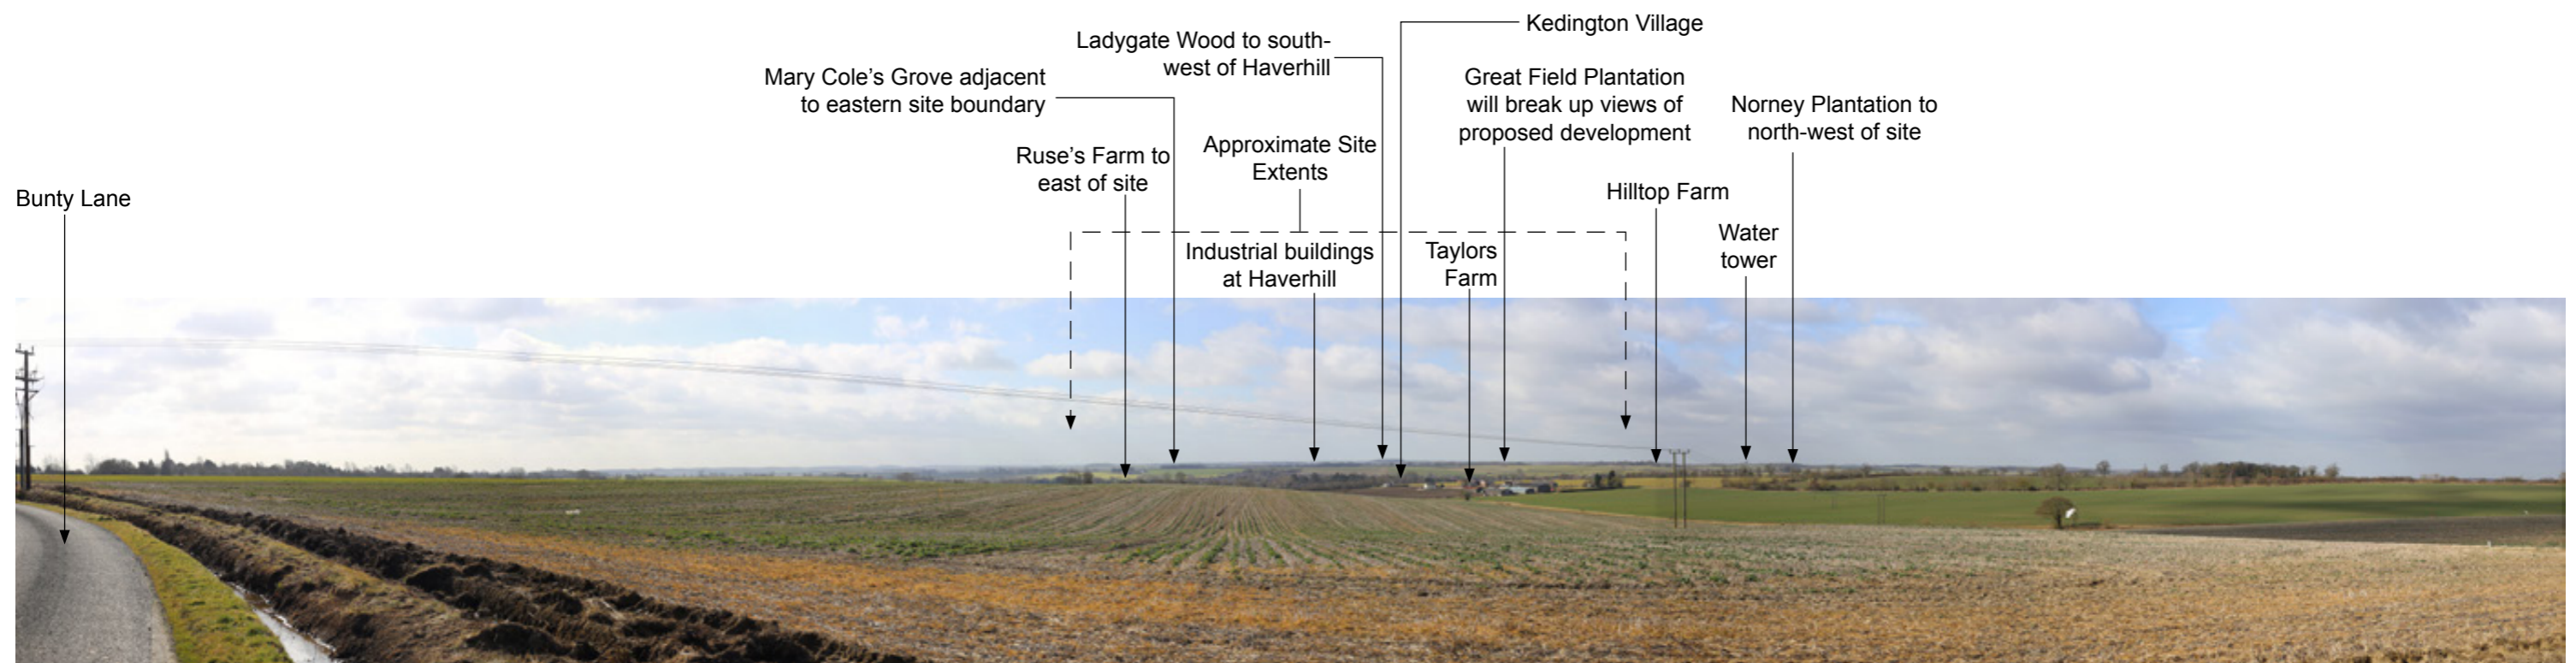 Kedington Village
Ladygate Wood to south-
west of Haverhill
Mary Cole's Grove adjacent
to eastern site boundary
Great Field Plantation
will break up views of
proposed development
Norney Plantation to
north-west of site
Approximate Site
Extents
Ruse's Farm to
east of site
Bunty Lane
Hilltop Farm
Water
tower
Industrial buildings
at Haverhill
Taylors
Farm